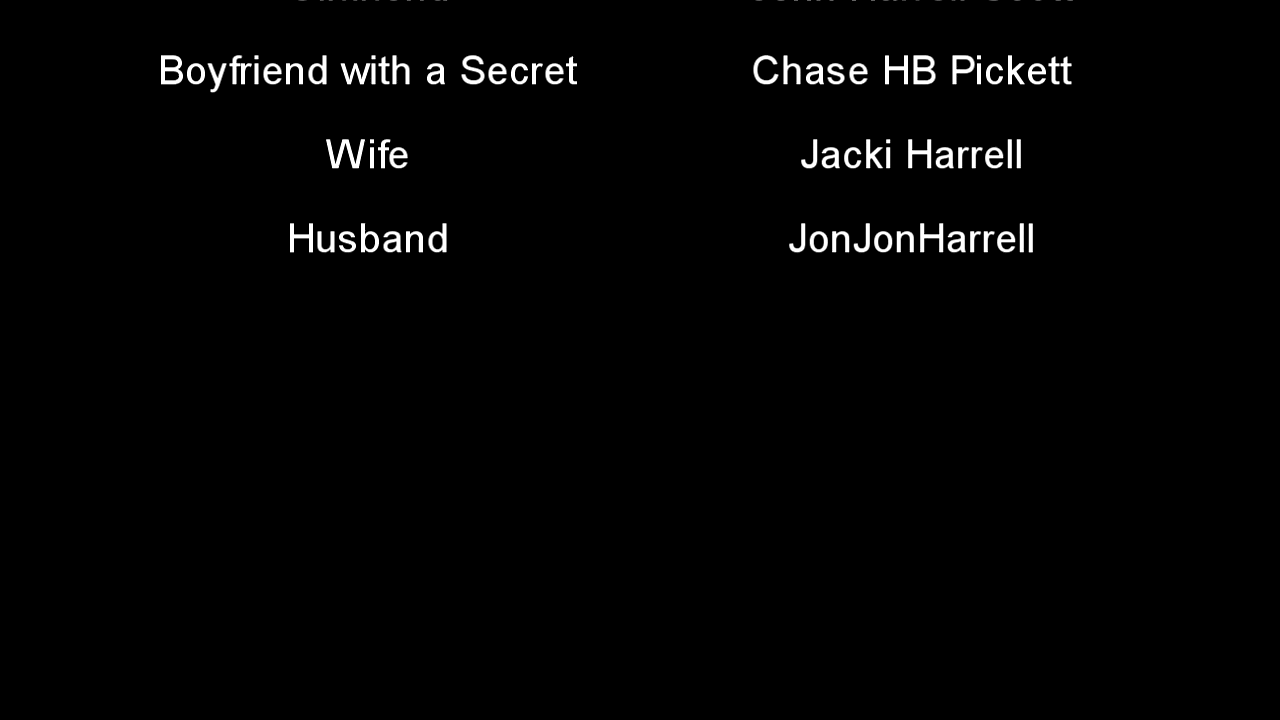 Boyfriend with a Secret Chase HB Pickett
Wife Jacki Harrell
Husband JonJonHarrell